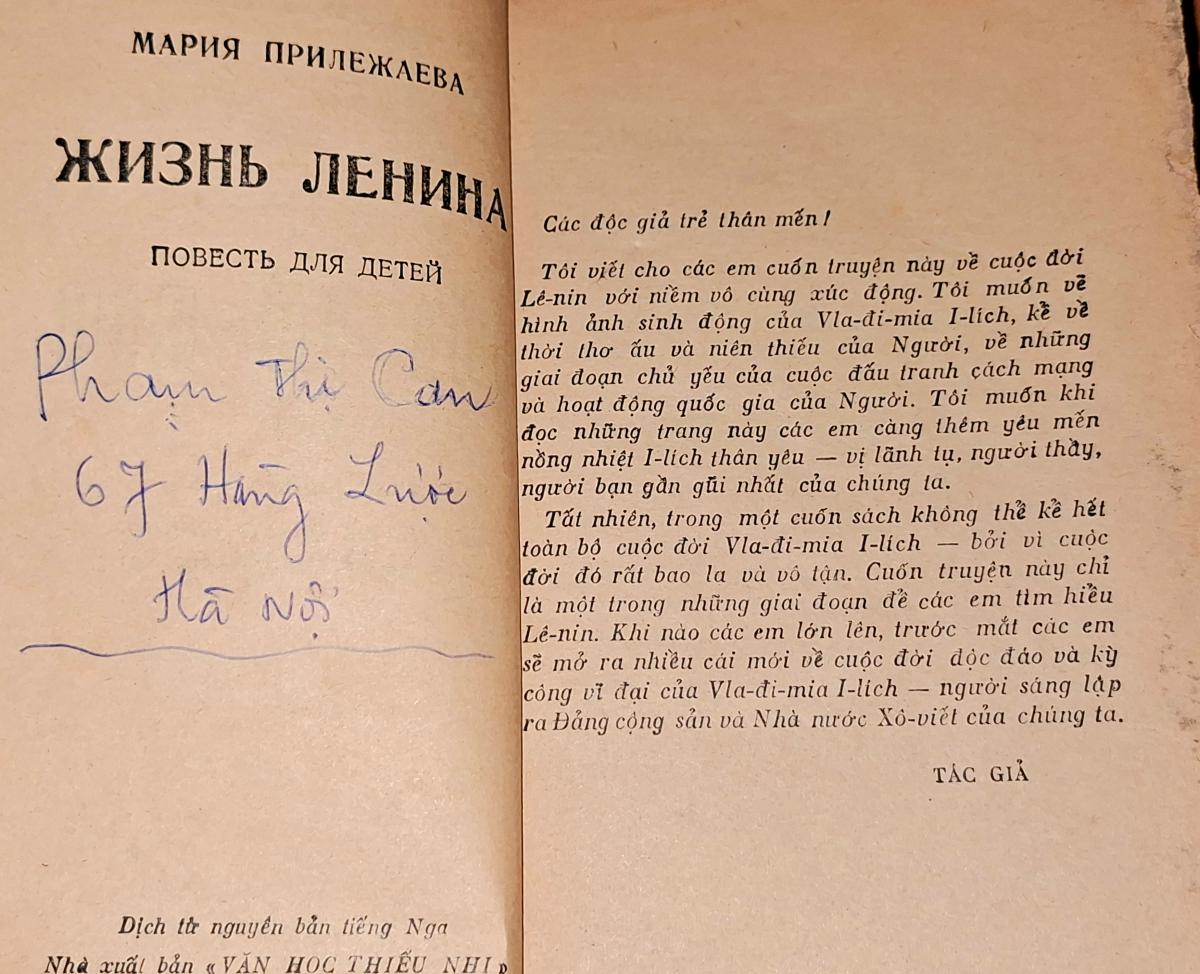 МАРИЯ ПРИЛЕЖАЕВА
ЖИЗНЬ ЛЕНИНА
ПОВЕСТЬ ДЛЯ ДЕТЕЙ
Phạm Thị Can
67 Hàng Lược
Hà Nội
Dịch từ nguyên bản tiếng Nga
Nhà xuất bản «VĂN HỌC THIẾU NHI»
Các độc giả trẻ thân mến!
Tôi viết cho các em cuốn truyện này về cuộc đời
Lê-nin với niềm vô cùng xúc động. Tôi muốn vẽ
hình ảnh sinh động của Vla-đi-mia I-lích, kể về
thời thơ ấu và niên thiếu của Người, về những
giai đoạn chủ yếu của cuộc đấu tranh cách mạng
và hoạt động quốc gia của Người. Tôi muốn khi
đọc những trang này các em càng thêm yêu mến
nồng nhiệt I-lích thân yêu — vị lãnh tụ, người thầy,
người bạn gần gũi nhất của chúng ta.
Tất nhiên, trong một cuốn sách không thể kể hết
toàn bộ cuộc đời Vla-đi-mia I-lích — bởi vì cuộc
đời đó rất bao la và vô tận. Cuốn truyện này chỉ
là một trong những giai đoạn để các em tìm hiểu
Lê-nin. Khi nào các em lớn lên, trước mắt các em
sẽ mở ra nhiều cái mới về cuộc đời độc đáo và kỳ
công vĩ đại của Vla-đi-mia I-lích — người sáng lập
ra Đảng cộng sản và Nhà nước Xô-viết của chúng ta.
TÁC GIẢ